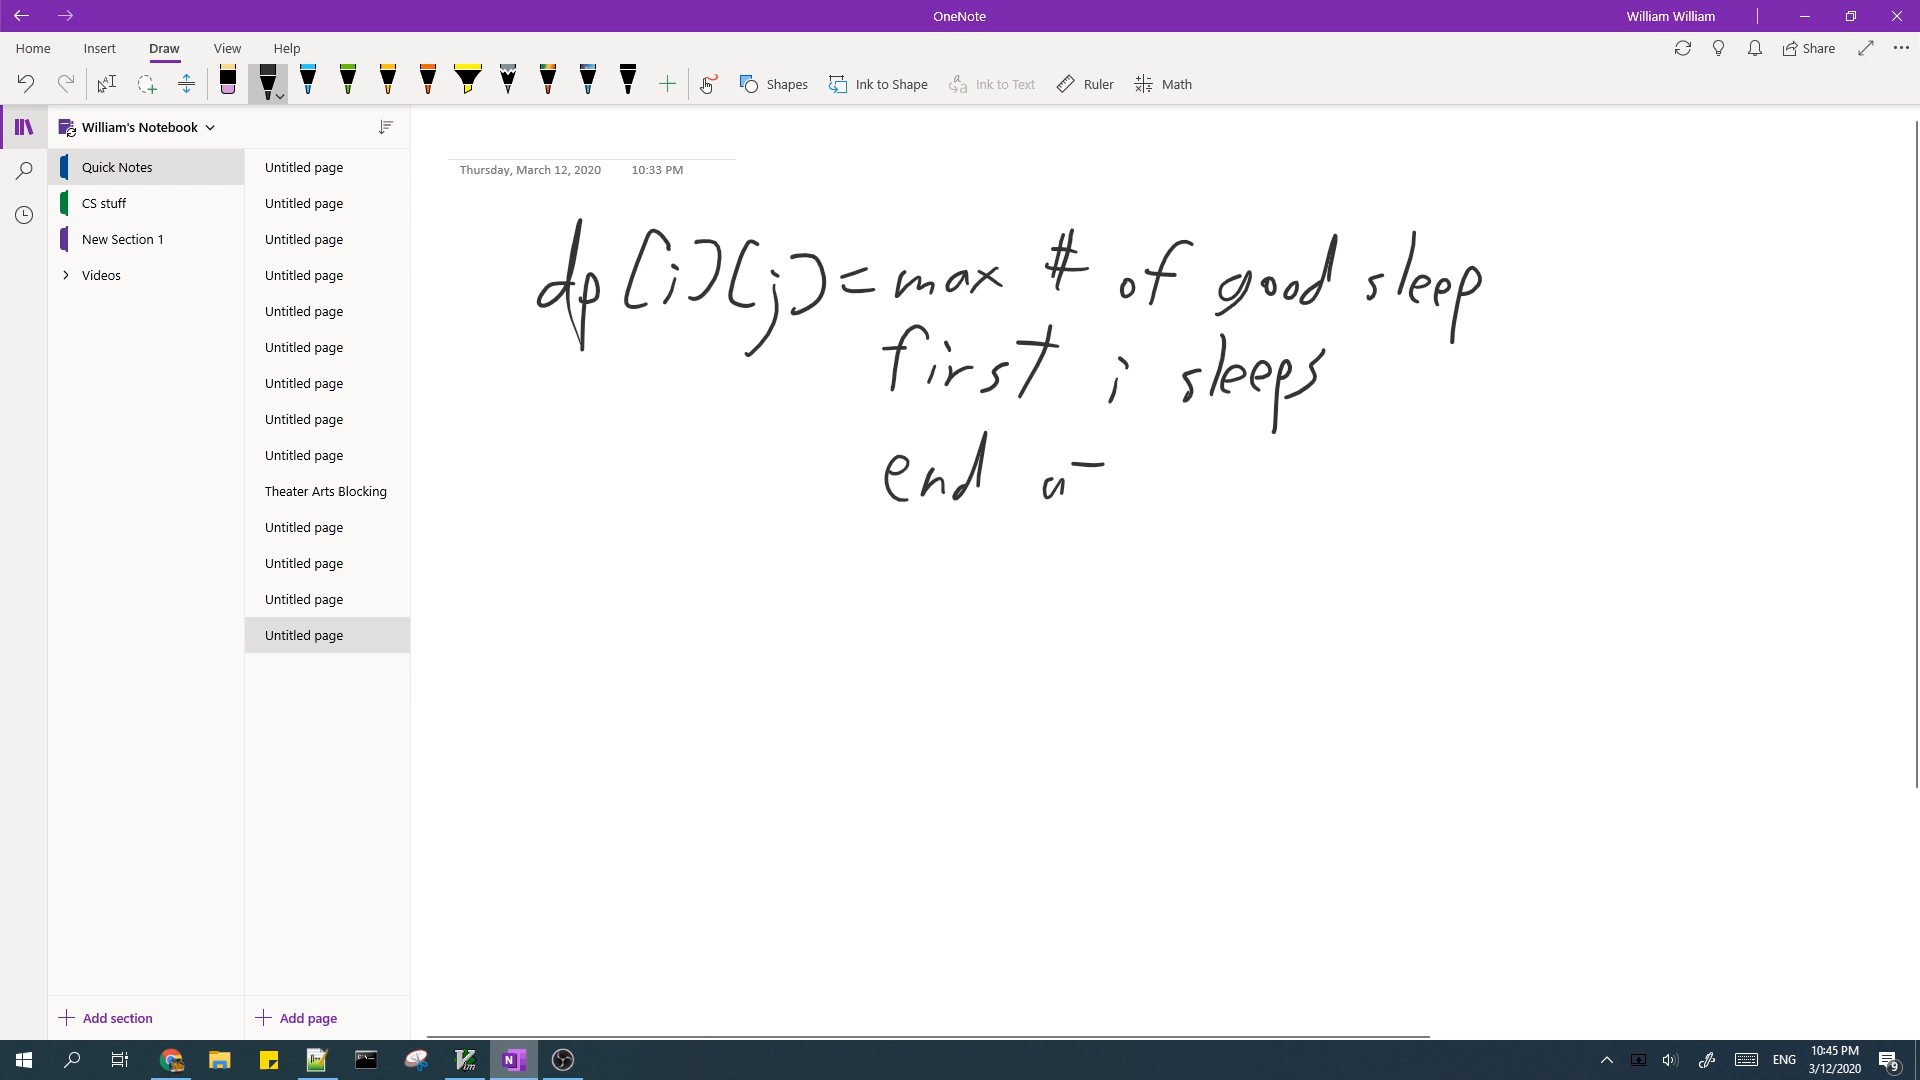 OneNote
William William
Home Insert Draw View Help
Share
Shapes Ink to Shape Ink to Text Ruler Math
William's Notebook
Quick Notes
CS stuff
New Section 1
Videos
Add section
Untitled page
Untitled page
Untitled page
Untitled page
Untitled page
Untitled page
Untitled page
Untitled page
Untitled page
Theater Arts Blocking
Untitled page
Untitled page
Untitled page
Untitled page
Add page
Thursday, March 12, 2020 10:33 PM
dp[i][j] = max # of good sleep
first i sleeps
end
ENG
10:45 PM
3/12/2020
9